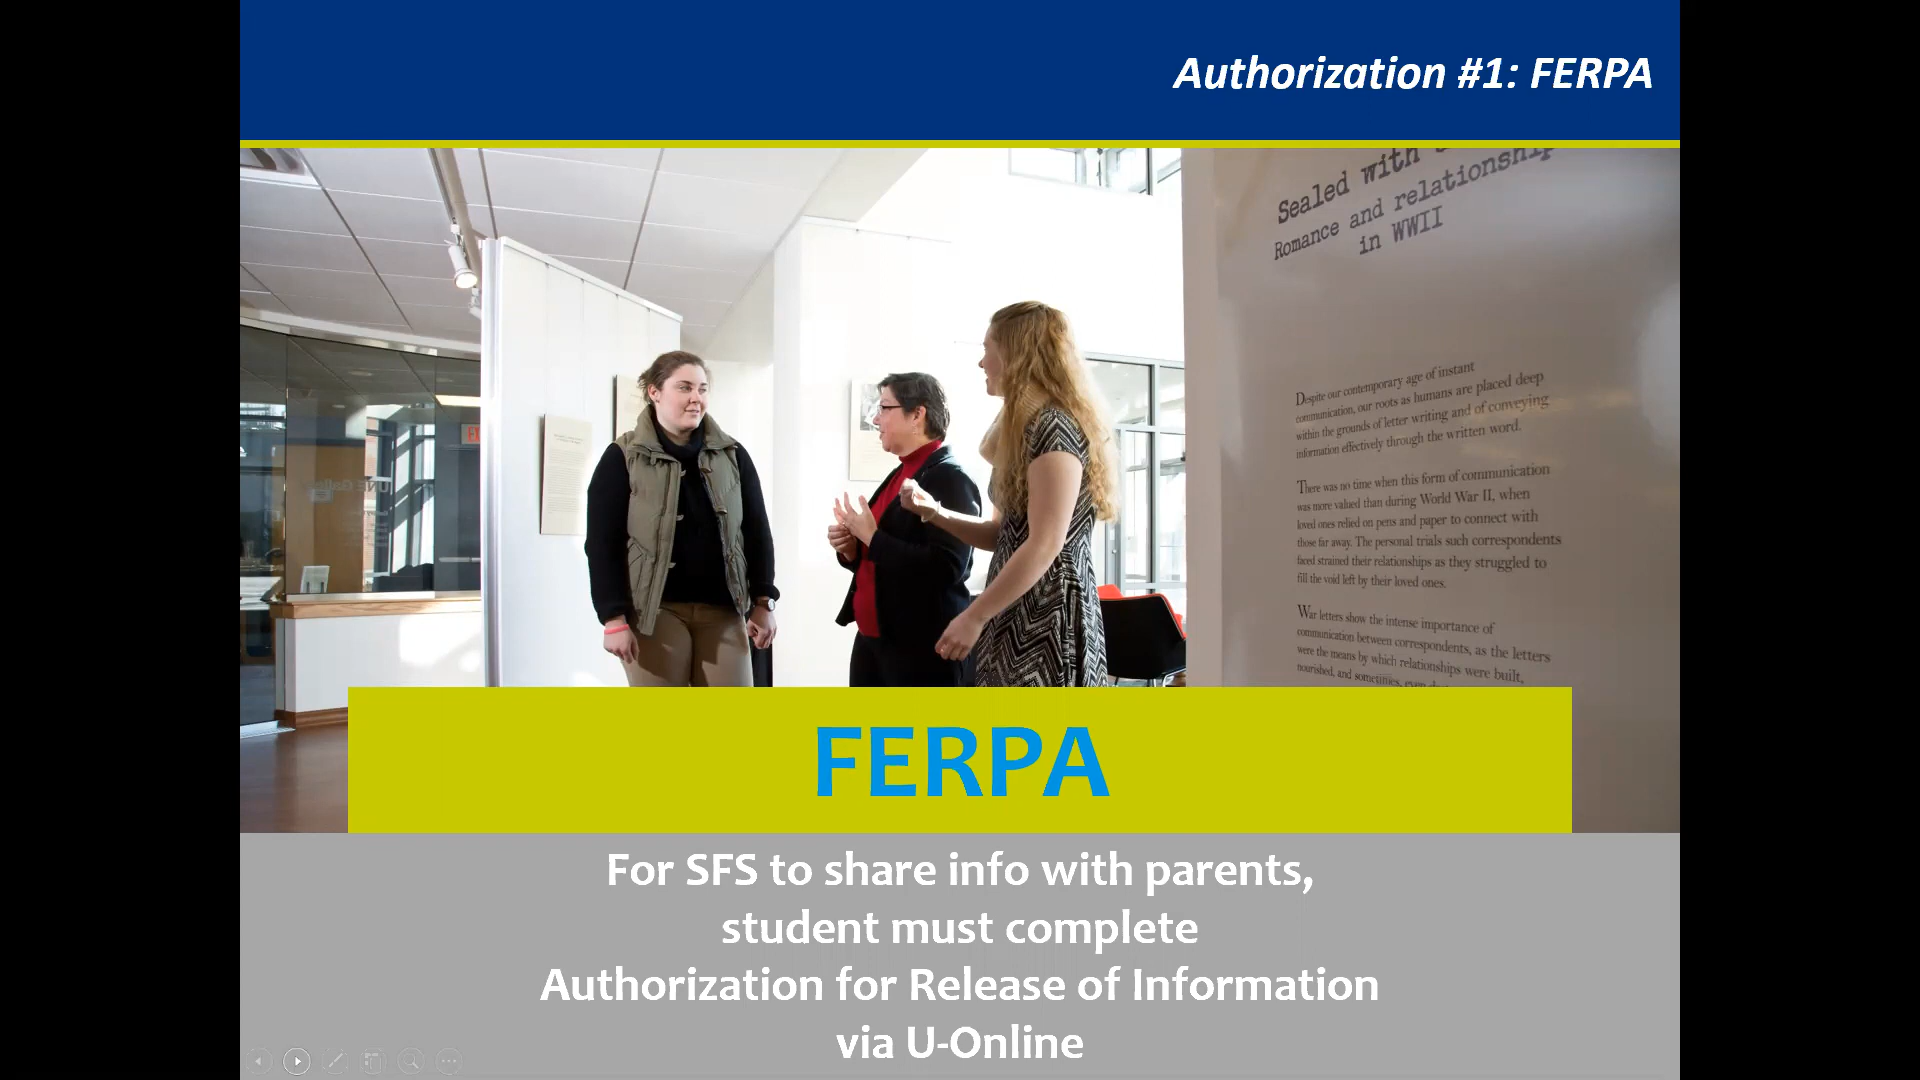 Authorization #1: FERPA
Sealed with
Romance and relationship
in WWII
Despite our contemporary age of instant
communication, our roots as humans are placed deep
within the grounds of letter writing and of conveying
information effectively through the written word.
There was no time when this form of communication
was more valued than during World War II, when
loved ones relied on pens and paper to connect with
those far away. The personal trials such correspondents
faced strained their relationships as they struggled to
fill the void left by their loved ones.
War letters show the intense importance of
communication between correspondents, as the letters
were the means by which relationships were built,
nourished, and sometimes, even
FERPA
For SFS to share info with parents,
student must complete
Authorization for Release of Information
via U-Online